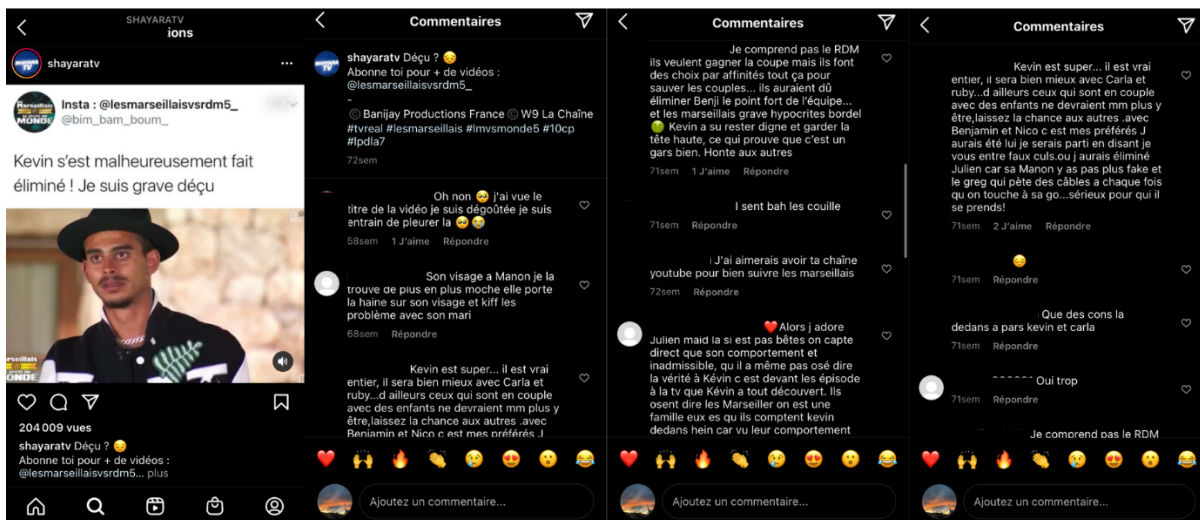 SHAYARATV
ions
shayaratv
Insta : @lesmarseillaisvsrdm5_
@bim_bam_boum_
Kevin s’est malheureusement fait
éliminé ! Je suis grave déçu
MONDE
204 009 vues
shayaratv Déçu ? 😔
Abonne toi pour + de vidéos :
@lesmarseillaisvsrdm5... plus
Commentaires
shayaratv Déçu ? 😔
Abonne toi pour + de vidéos :
@lesmarseillaisvsrdm5_
-
© Banijay Productions France © W9 La Chaîne
#tvreal #lesmarseillais #lmvsmonde5 #10cp
#lpdla7
72sem
Oh non 🥺 j'ai vue le
titre de la vidéo je suis dégoûtée je suis
entrain de pleurer la 🥺😭
58sem 1 J’aime Répondre
Son visage a Manon je la
trouve de plus en plus moche elle porte
la haine sur son visage et kiff les
problème avec son mari
68sem Répondre
Kevin est super... il est vrai
entier, il sera bien mieux avec Carla et
ruby...d ailleurs ceux qui sont en couple
avec des enfants ne devraient mm plus y
être,laissez la chance aux autres .avec
Benjamin et Nico c est mes préférés J
Ajoutez un commentaire...
Commentaires
Je comprend pas le RDM
ils veulent gagner la coupe mais ils font
des choix par affinités tout ça pour
sauver les couples... ils auraient dû
éliminer Benji le point fort de l'équipe...
et les marseillais grave hypocrites bordel
🤢 Kevin a su rester digne et garder la
tête haute, ce qui prouve que c'est un
gars bien. Honte aux autres
71sem 1 J’aime Répondre
I sent bah les couille
71sem Répondre
J'ai aimerais avoir ta chaîne
youtube pour bien suivre les marseillais
72sem Répondre
❤️Alors j adore
Julien maid la si est pas bêtes on capte
direct que son comportement et
inadmissible, qu il a même pas osé dire
la vérité à Kévin c est devant les épisode
à la tv que Kévin a tout découvert. Ils
osent dire les Marseiller on est une
famille eux es qu ils comptent kevin
dedans hein car vu leur comportement
Ajoutez un commentaire...
Commentaires
Kevin est super... il est vrai
entier, il sera bien mieux avec Carla et
ruby...d ailleurs ceux qui sont en couple
avec des enfants ne devraient mm plus y
être,laissez la chance aux autres .avec
Benjamin et Nico c est mes préférés J
aurais été lui je serais parti en disant je
vous entre faux culs.ou j aurais éliminé
Julien car sa Manon y as pas plus fake et
le greg qui pète des câbles a chaque fois
qu on touche à sa go...sérieux pour qui il
se prends!
71sem 2 J’aime Répondre
😔
71sem Répondre
Que des cons la
dedans a pars kevin et carla
71sem Répondre
Oui trop
71sem Répondre
Je comprend pas le RDM
Ajoutez un commentaire...